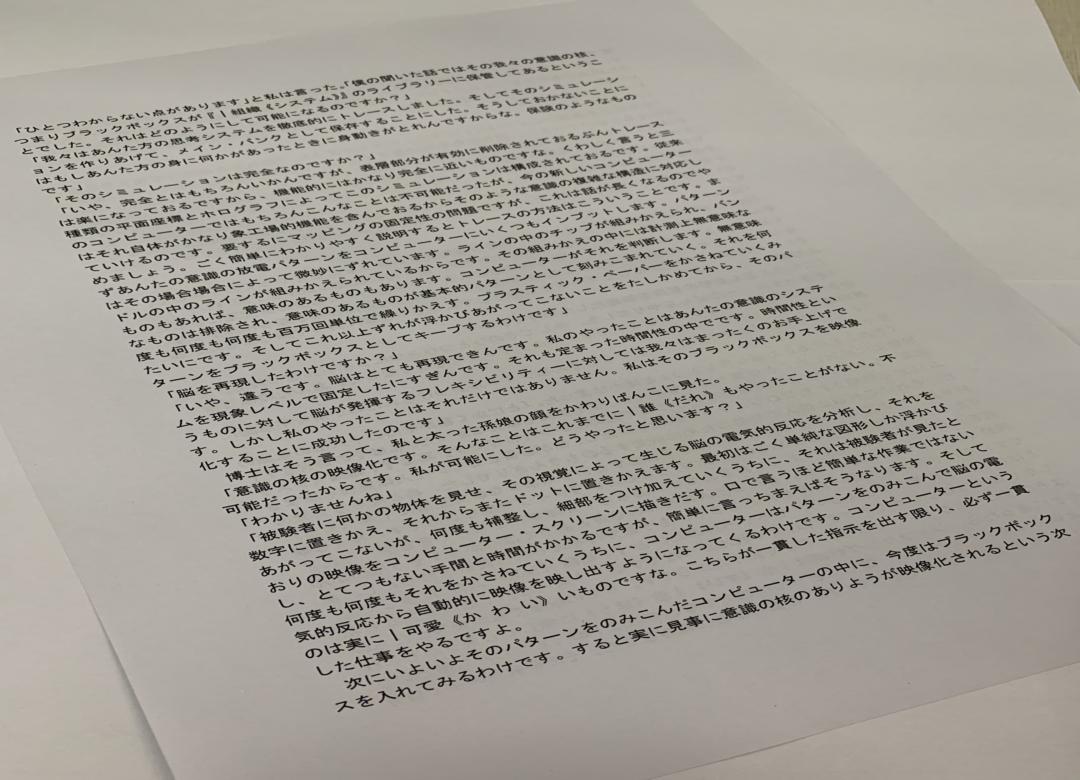 「ひとつわからない点があります」と私は言った。「僕の聞いた話ではその我々の意識の核、
つまりブラックボックスが『｜組織《システム》』のライブラリーに保管してあるというこ
とでした。それはどのようにして可能になるのですか？」
「我々はあんた方の思考システムを徹底的にトレースしました。そしてそのシミュレーシ
ョンを作りあげて、メイン・バンクとして保存することにした。そうしておかないことに
はもしあんた方の身に何かがあったときに身動きがとれんですからな。保険のようなもの
です」
「そのシミュレーションは完全なのですか？」
「いや、完全とはもちろんいかんですが、表層部分が有効に削除されておるぶんトレース
は楽になっておるですから、機能的にはかなり完全に近いものですな。くわしく言うと三
種類の平面座標とホログラフによってこのシミュレーションは構成されておるです。従来
のコンピューターではもちろんこんなことは不可能だったが、今の新しいコンピューター
はそれ自体がかなり象工場的機能を含んでおるからそのような意識の複雑な構造に対応し
ていけるのです。要するにマッピングの固定性の問題ですが、これは話が長くなるのでや
めましょう。ごく簡単にわかりやすく説明するとトレースの方法はこういうことです。ま
ずあんたの意識の放電パターンをコンピューターにいくつもインプットします。パターン
はその場合場合によって微妙にずれています。ラインの中のチップが組みかえられ、バン
ドルの中のラインが組みかえられているからです。その組みかえの中には計測上無意味な
ものもあれば、意味のあるものもあります。コンピューターがそれを判断します。無意味
なものは排除され、意味のあるものが基本的パターンとして刻みこまれていく。それを何
度も何度も何度も百万回単位で繰りかえす。プラスティック・ペーパーをかさねていくみ
たいにです。そしてこれ以上ずれが浮かびあがってこないことをたしかめてから、そのパ
ターンをブラックボックスとしてキープするわけです」
「脳を再現したわけですか？」
「いや、違うです。脳はとても再現できんです。私のやったことはあんたの意識のシステ
ムを現象レベルで固定したにすぎんです。それも定まった時間性の中でです。時間性とい
うものに対して脳が発揮するフレキシビリティーに対しては我々はまったくのお手上げで
す。しかし私のやったことはそれだけではありません。私はそのブラックボックスを映像
化することに成功したのです」
博士はそう言って、私と太った孫娘の顔をかわりばんこに見た。
「意識の核の映像化です。そんなことはこれまでに｜誰《だれ》もやったことがない。不
可能だったからです。私が可能にした。どうやったと思います？」
「わかりませんね」
「被験者に何かの物体を見せ、その視覚によって生じる脳の電気的反応を分析し、それを
数字に置きかえ、それからまたドットに置きかえます。最初はごく単純な図形しか浮かび
あがってこないが、何度も補整し、細部をつけ加えていくうちに、それは被験者が見たと
おりの映像をコンピューター・スクリーンに描きだす。口で言うほど簡単な作業ではない
し、とてつもない手間と時間がかかるですが、簡単に言っちまえばそうなります。そして
何度も何度もそれをかさねていくうちに、コンピューターはパターンをのみこんで脳の電
気的反応から自動的に映像を映し出すようになってくるわけです。コンピューターという
のは実に｜可愛《かわい》いものですな。こちらが一貫した指示を出す限り、必ず一貫
した仕事をやるですよ。
次にいよいよそのパターンをのみこんだコンピューターの中に、今度はブラックボック
スを入れてみるわけです。すると実に見事に意識の核のありようが映像化されるという次